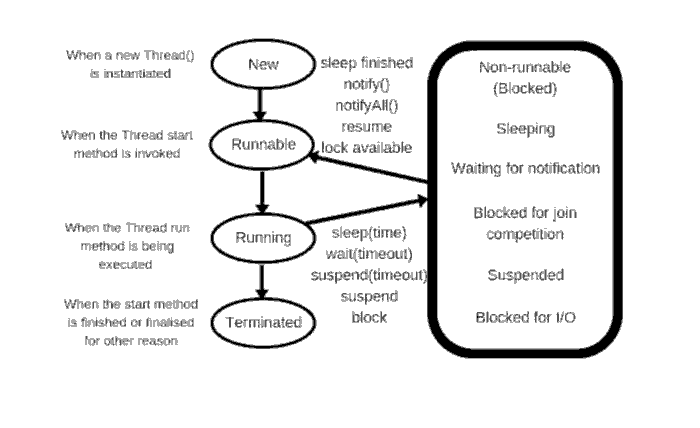 When a new Thread()
is instantiated
New
sleep finished
notify()
notifyAll()
resume
lock available
When the Thread start
method is invoked
Runnable
When the Thread run
method is being
executed
Running
sleep(time)
wait(timeout)
suspend(timeout)
suspend
block
When the start method
is finished or finalised
for other reason
Terminated
Non-runnable
(Blocked)
Sleeping
Waiting for notification
Blocked for join
competition
Suspended
Blocked for I/O